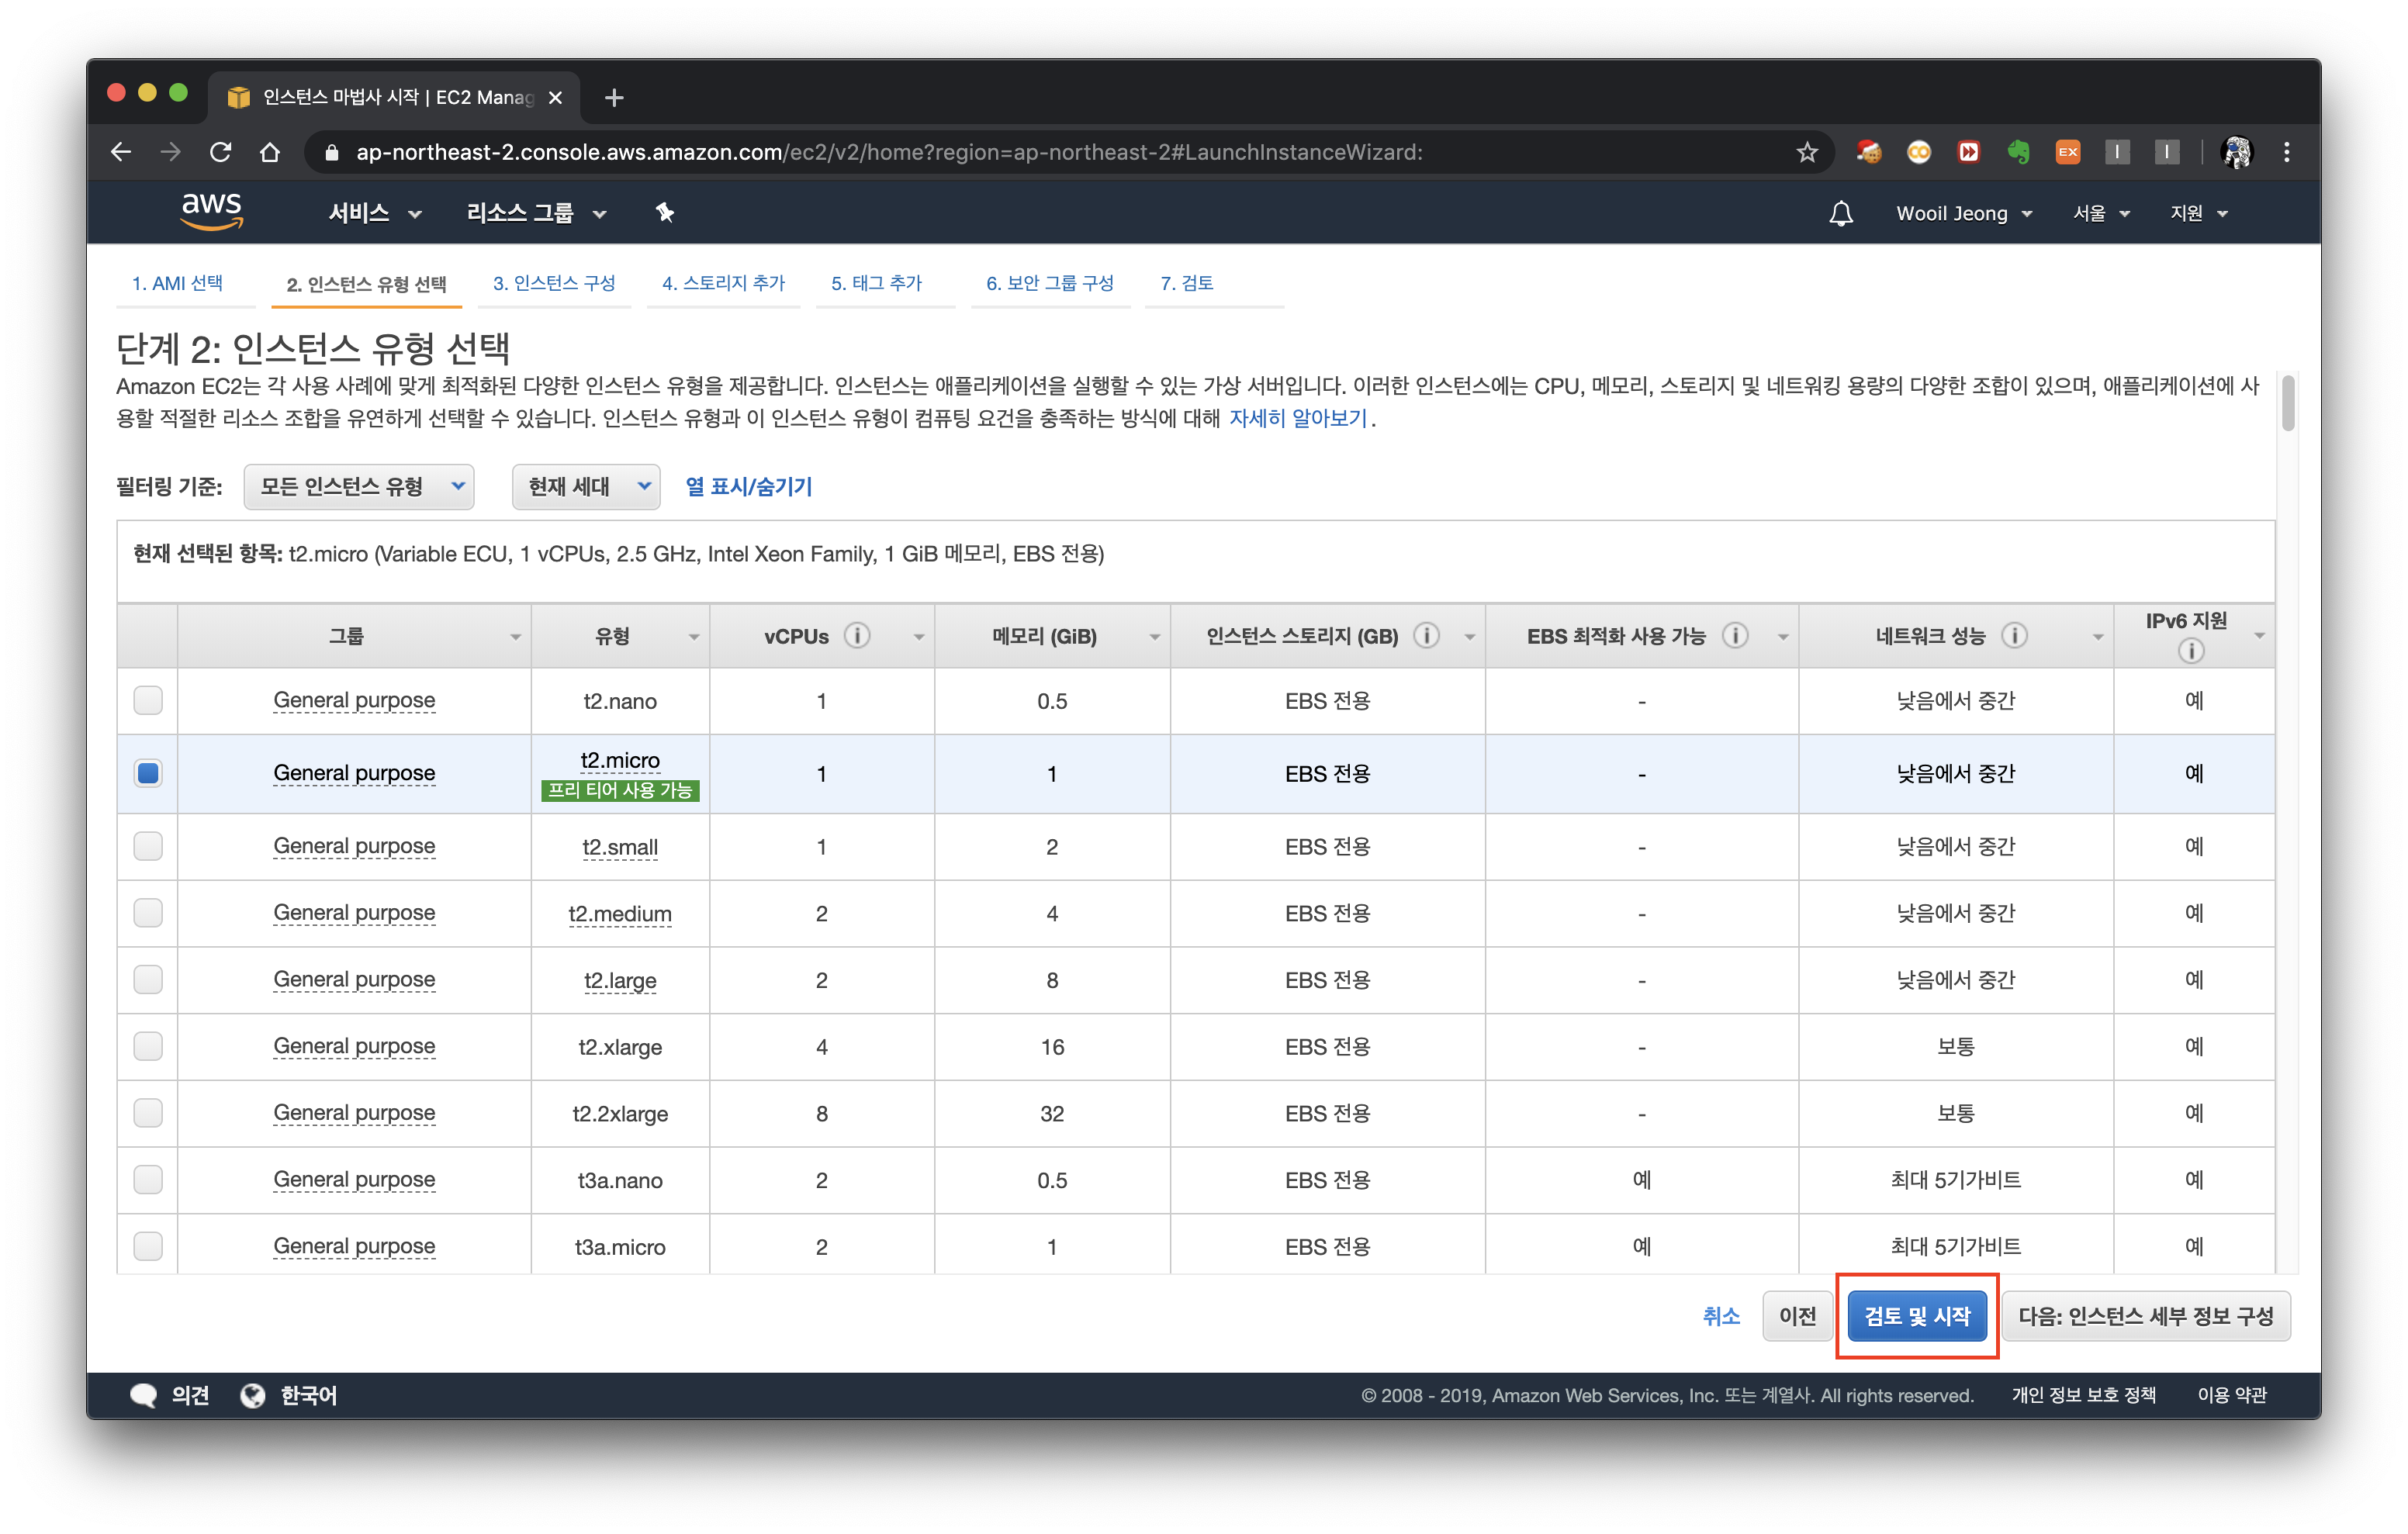 인스턴스 마법사 시작 | EC2 Manag
ap-northeast-2.console.aws.amazon.com/ec2/v2/home?region=ap-northeast-2#LaunchInstanceWizard:
EX
aws 서비스 리소스 그룹 Wooil Jeong 서울 지원
1. AMI 선택 2. 인스턴스 유형 선택 3. 인스턴스 구성 4. 스토리지 추가 5. 태그 추가 6. 보안 그룹 구성 7. 검토
단계 2: 인스턴스 유형 선택
Amazon EC2는 각 사용 사례에 맞게 최적화된 다양한 인스턴스 유형을 제공합니다. 인스턴스는 애플리케이션을 실행할 수 있는 가상 서버입니다. 이러한 인스턴스에는 CPU, 메모리, 스토리지 및 네트워킹 용량의 다양한 조합이 있으며, 애플리케이션에 사
용할 적절한 리소스 조합을 유연하게 선택할 수 있습니다. 인스턴스 유형과 이 인스턴스 유형이 컴퓨팅 요건을 충족하는 방식에 대해 자세히 알아보기.
필터링 기준: 모든 인스턴스 유형 현재 세대 열 표시/숨기기
현재 선택된 항목: t2.micro (Variable ECU, 1 vCPUs, 2.5 GHz, Intel Xeon Family, 1 GiB 메모리, EBS 전용)
그룹 유형 vCPUs 메모리 (GiB) 인스턴스 스토리지 (GB) EBS 최적화 사용 가능 네트워크 성능 IPv6 지원
General purpose t2.nano 1 0.5 EBS 전용 - 낮음에서 중간 예
General purpose t2.micro 1 1 EBS 전용 - 낮음에서 중간 예
프리 티어 사용 가능
General purpose t2.small 1 2 EBS 전용 - 낮음에서 중간 예
General purpose t2.medium 2 4 EBS 전용 - 낮음에서 중간 예
General purpose t2.large 2 8 EBS 전용 - 낮음에서 중간 예
General purpose t2.xlarge 4 16 EBS 전용 - 보통 예
General purpose t2.2xlarge 8 32 EBS 전용 - 보통 예
General purpose t3a.nano 2 0.5 EBS 전용 예 최대 5기가비트 예
General purpose t3a.micro 2 1 EBS 전용 예 최대 5기가비트 예
취소 이전 검토 및 시작 다음: 인스턴스 세부 정보 구성
의견 한국어 © 2008 - 2019, Amazon Web Services, Inc. 또는 계열사. All rights reserved. 개인 정보 보호 정책 이용 약관